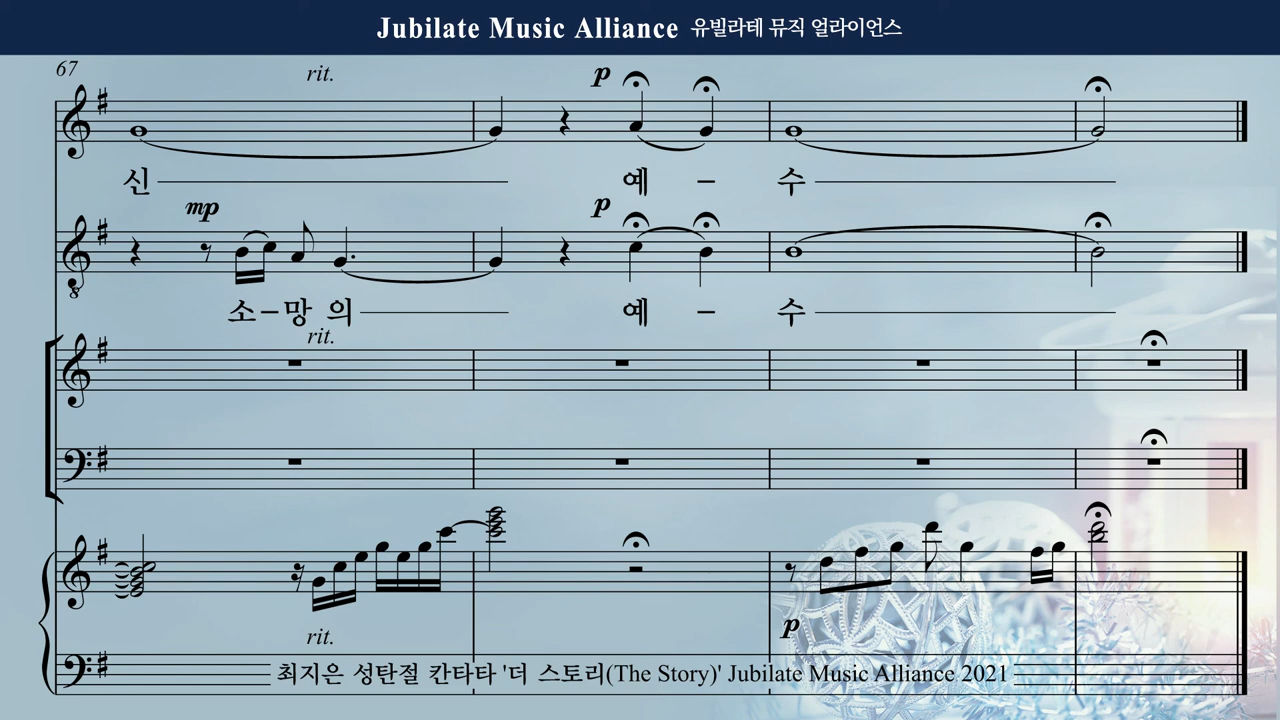 Jubilate Music Alliance 유빌라테 뮤직 얼라이언스
67
rit.
p
신 예 – 수
mp
p
소–망 의 예 – 수
rit.
rit.
p
최지은 성탄절 칸타타 '더 스토리(The Story)' Jubilate Music Alliance 2021